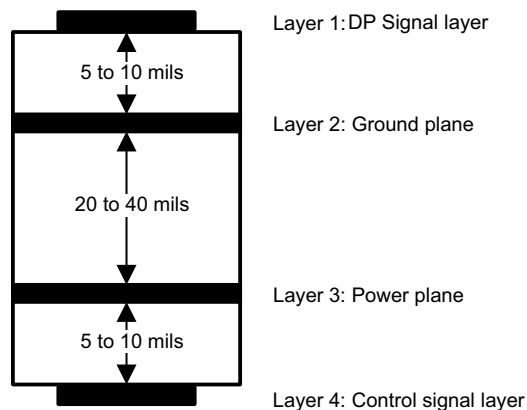 Layer 1: DP Signal layer
5 to 10 mils
Layer 2: Ground plane
20 to 40 mils
Layer 3: Power plane
5 to 10 mils
Layer 4: Control signal layer